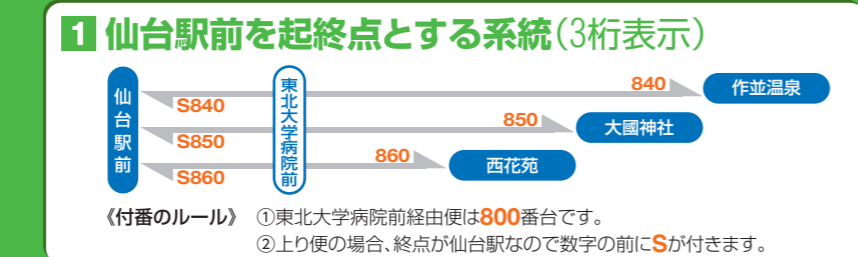 1 仙台駅前を起終点とする系統(3桁表示)
仙台駅前
東北大学病院前
840
作並温泉
S840
850
大國神社
S850
860
西花苑
S860
《付番のルール》 ①東北大学病院前経由便は800番台です。
②上り便の場合、終点が仙台駅なので数字の前にSが付きます。